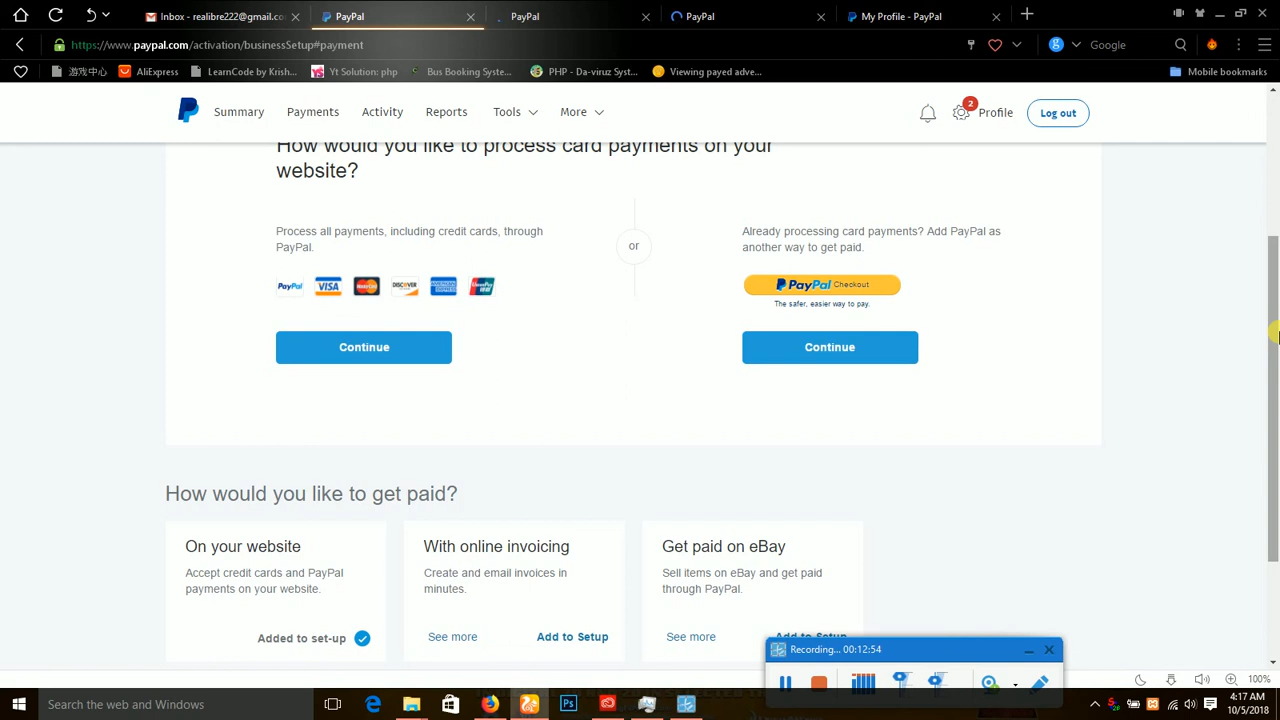 Inbox - realibre222@gmail.co
PayPal
PayPal
PayPal
My Profile - PayPal
https://www.paypal.com/activation/businessSetup#payment
Google
游戏中心
AliExpress
LearnCode by Krish...
Yt Solution: php
Bus Booking Syste...
PHP - Da-viruz Syst...
Viewing payed adve...
Mobile bookmarks
Summary
Payments
Activity
Reports
Tools
More
2
Profile
Log out
How would you like to process card payments on your
website?
Process all payments, including credit cards, through
PayPal.
or
Already processing card payments? Add PayPal as
another way to get paid.
PayPal VISA MasterCard DISCOVER
PayPal Checkout
The safer, easier way to pay.
Continue
Continue
How would you like to get paid?
On your website
Accept credit cards and PayPal
payments on your website.
Added to set-up
With online invoicing
Create and email invoices in
minutes.
See more
Add to Setup
Get paid on eBay
Sell items on eBay and get paid
through PayPal.
See more
Recording... 00:12:54
100%
Search the web and Windows
4:17 AM
10/5/2018